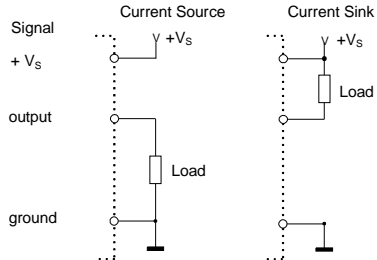 Current Source
Current Sink
Signal
+VS
+VS
+ VS
Load
output
Load
ground